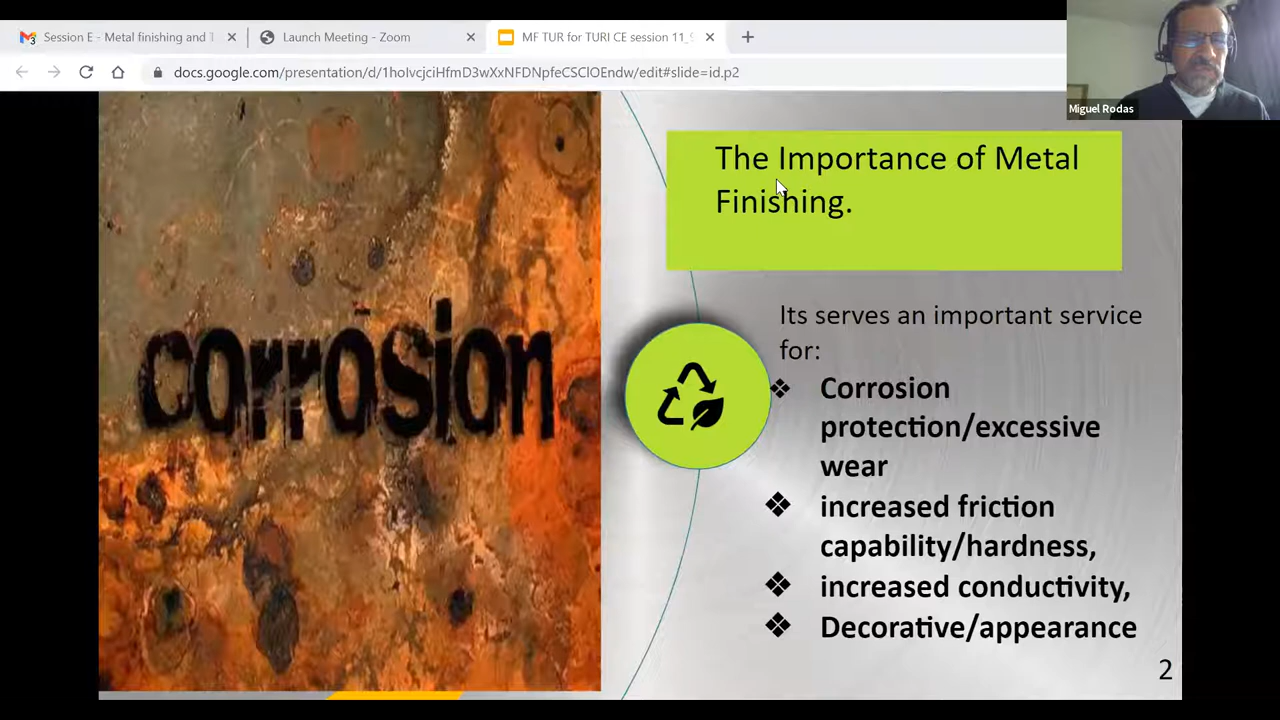 Session E - Metal finishing and T
Launch Meeting - Zoom
MF TUR for TURI CE session 11_9
docs.google.com/presentation/d/1hoIvcjciHfmD3wXxNFDNpfeCSClOEndw/edit#slide=id.p2
Miguel Rodas
The Importance of Metal
Finishing.
corrosion
Its serves an important service
for:
❖ Corrosion
protection/excessive
wear
❖ increased friction
capability/hardness,
❖ increased conductivity,
❖ Decorative/appearance
2